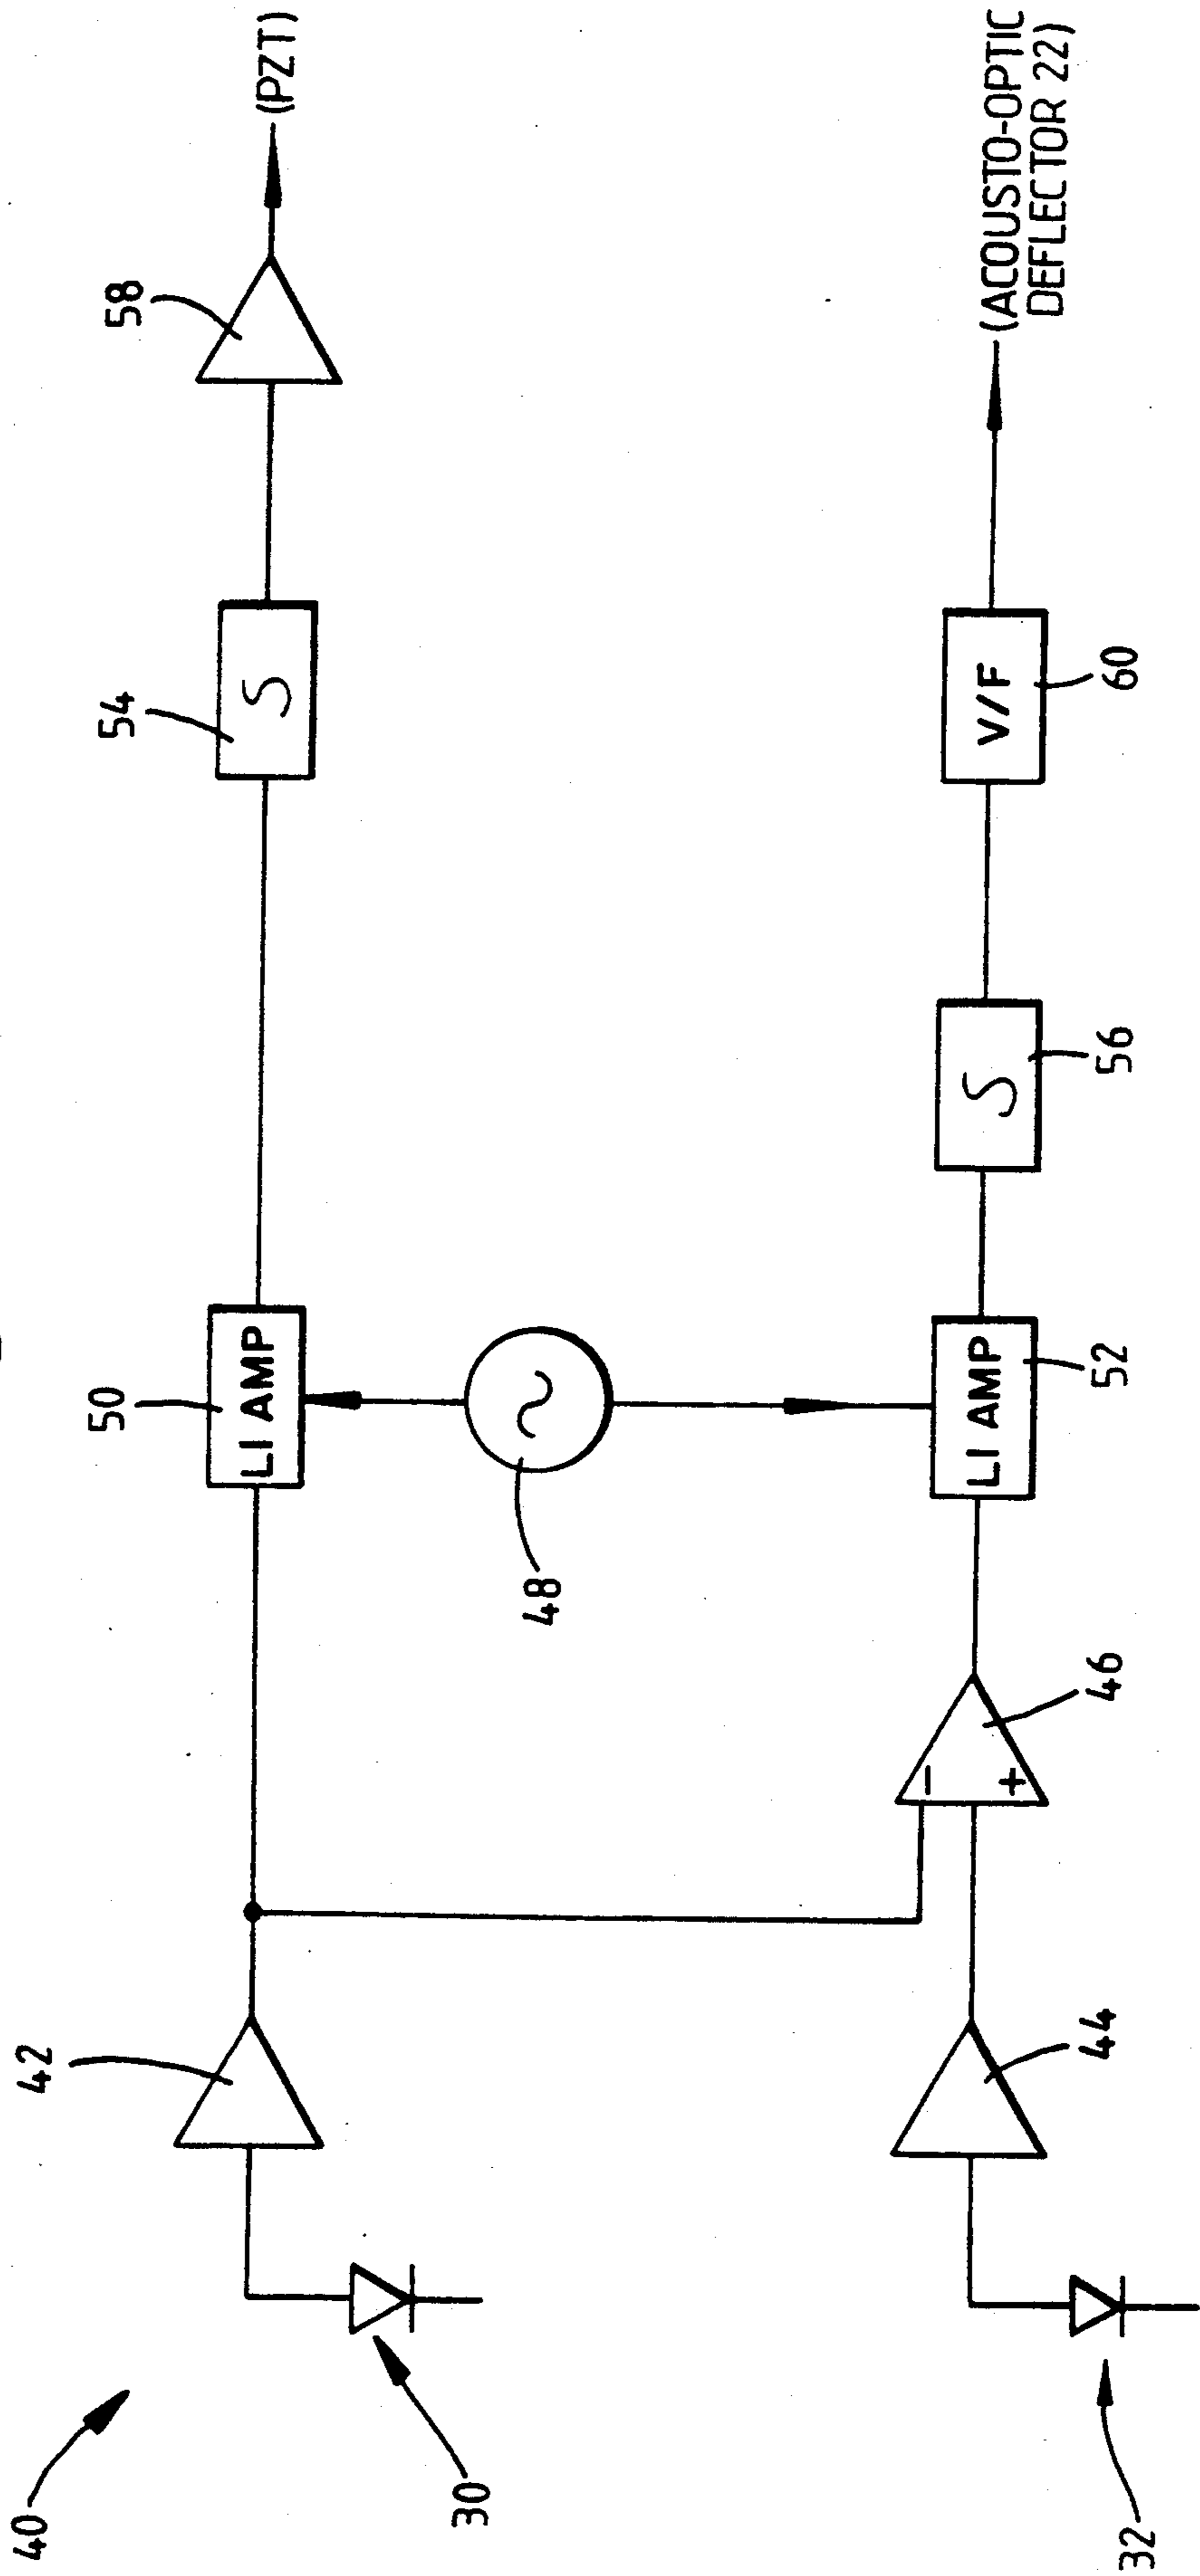 40
42
50
54
58
(PZT)
30
48
LI AMP
S
~
32
44
46
52
56
60
-
+
LI AMP
S
V/F
(ACOUSTO-OPTIC
DEFLECTOR 22)